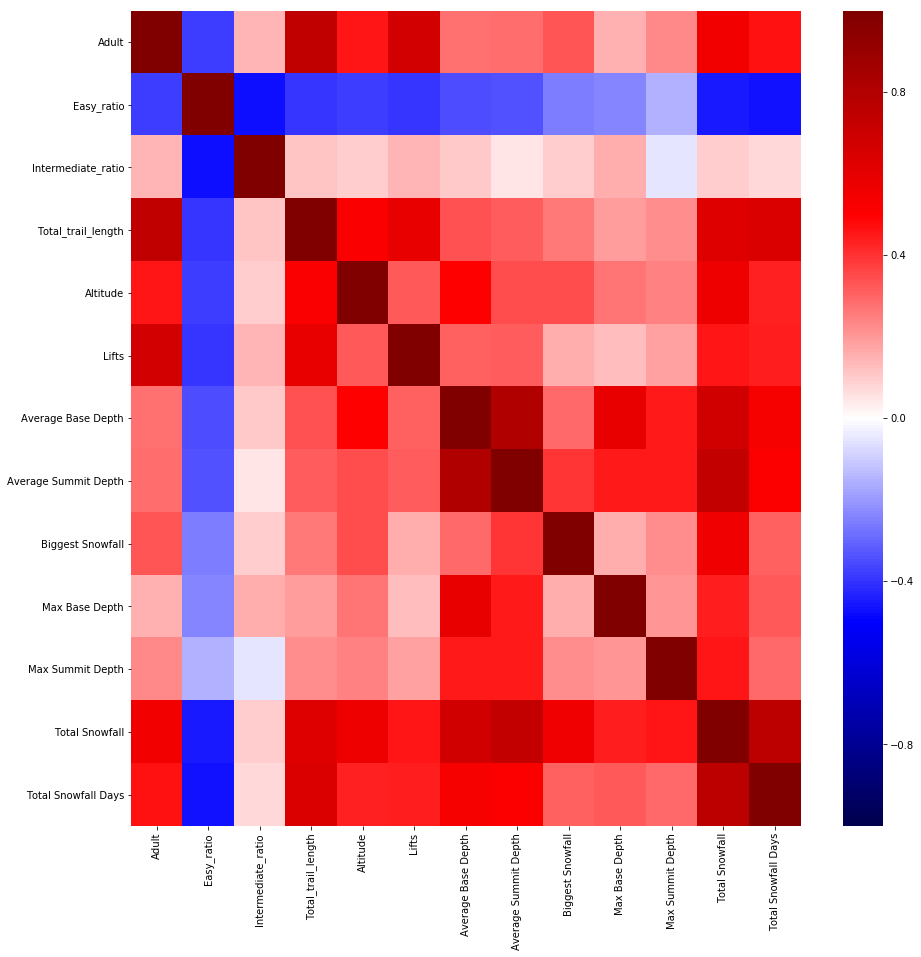 Adult
Easy_ratio
Intermediate_ratio
Total_trail_length
Altitude
Lifts
Average Base Depth
Average Summit Depth
Biggest Snowfall
Max Base Depth
Max Summit Depth
Total Snowfall
Total Snowfall Days
Adult
Easy_ratio
Intermediate_ratio
Total_trail_length
Altitude
Lifts
Average Base Depth
Average Summit Depth
Biggest Snowfall
Max Base Depth
Max Summit Depth
Total Snowfall
Total Snowfall Days
0.8
0.4
0.0
−0.4
−0.8